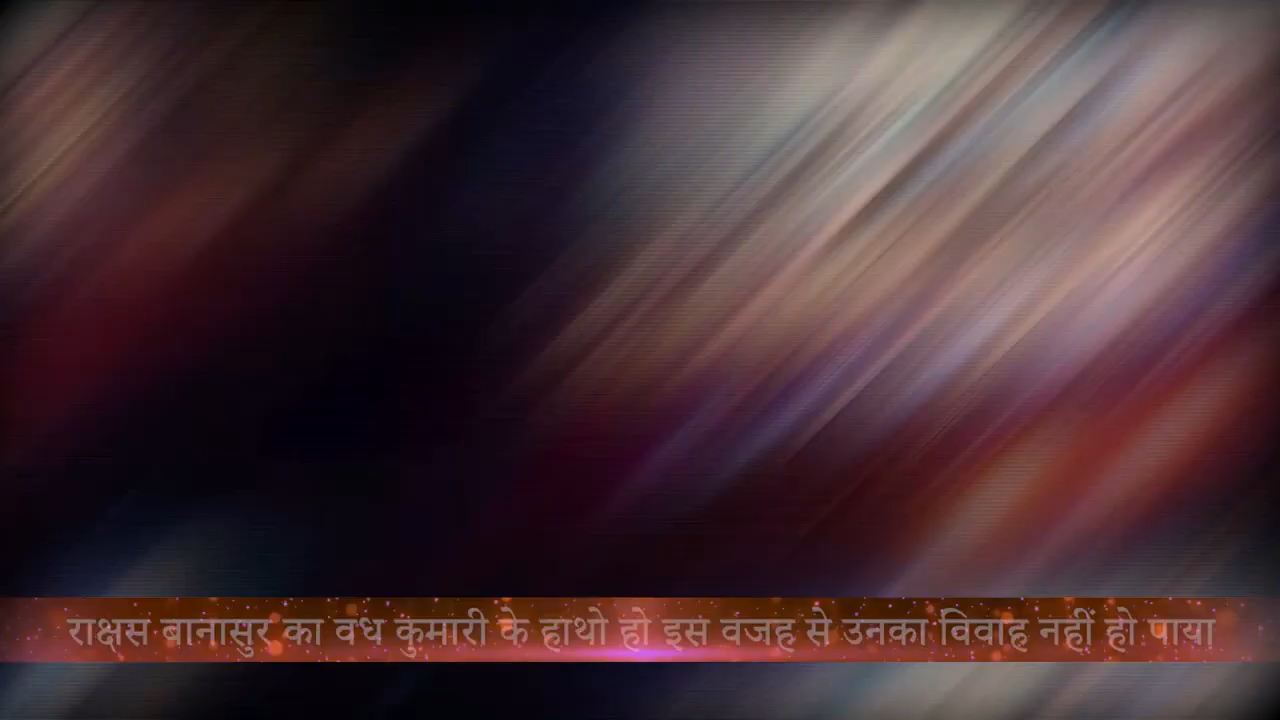 राक्षस बानासुर का वध कुमारी के हाथो हो इस वजह से उनका विवाह नहीं हो पाया